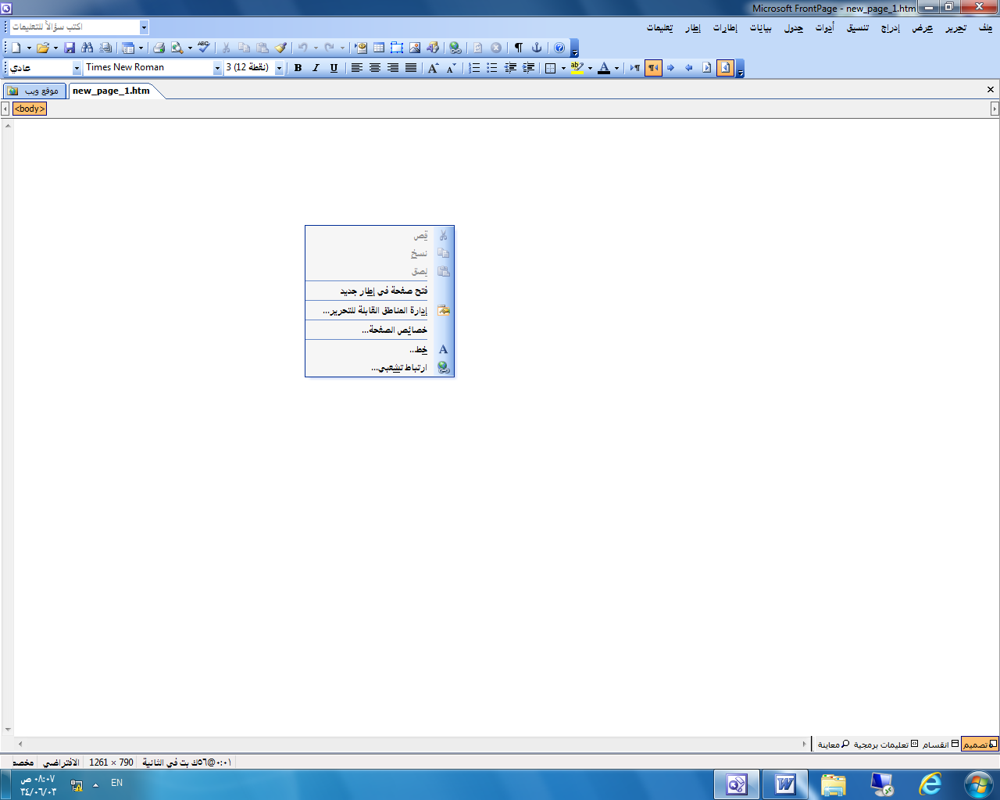 Microsoft FrontPage - new_page_1.htm
ملف تحرير عرض إدراج تنسيق أدوات جدول بيانات إطارات إطار تعليمات
اكتب سؤالاً للتعليمات
عادي
Times New Roman
3 (12 نقطة)
B I U
موقع ويب
new_page_1.htm
<body>
قص
نسخ
لصق
فتح صفحة في إطار جديد
إدارة المناطق القابلة للتحرير...
خصائص الصفحة...
خط...
ارتباط تشعبي...
تصميم انقسام تعليمات برمجية معاينة
٠:٠١@٥٦ك بت في الثانية
1261 × 790
الافتراضي
مخصص
EN
٠٨:٠٧ ص
٣٤/٠٦/٠٣